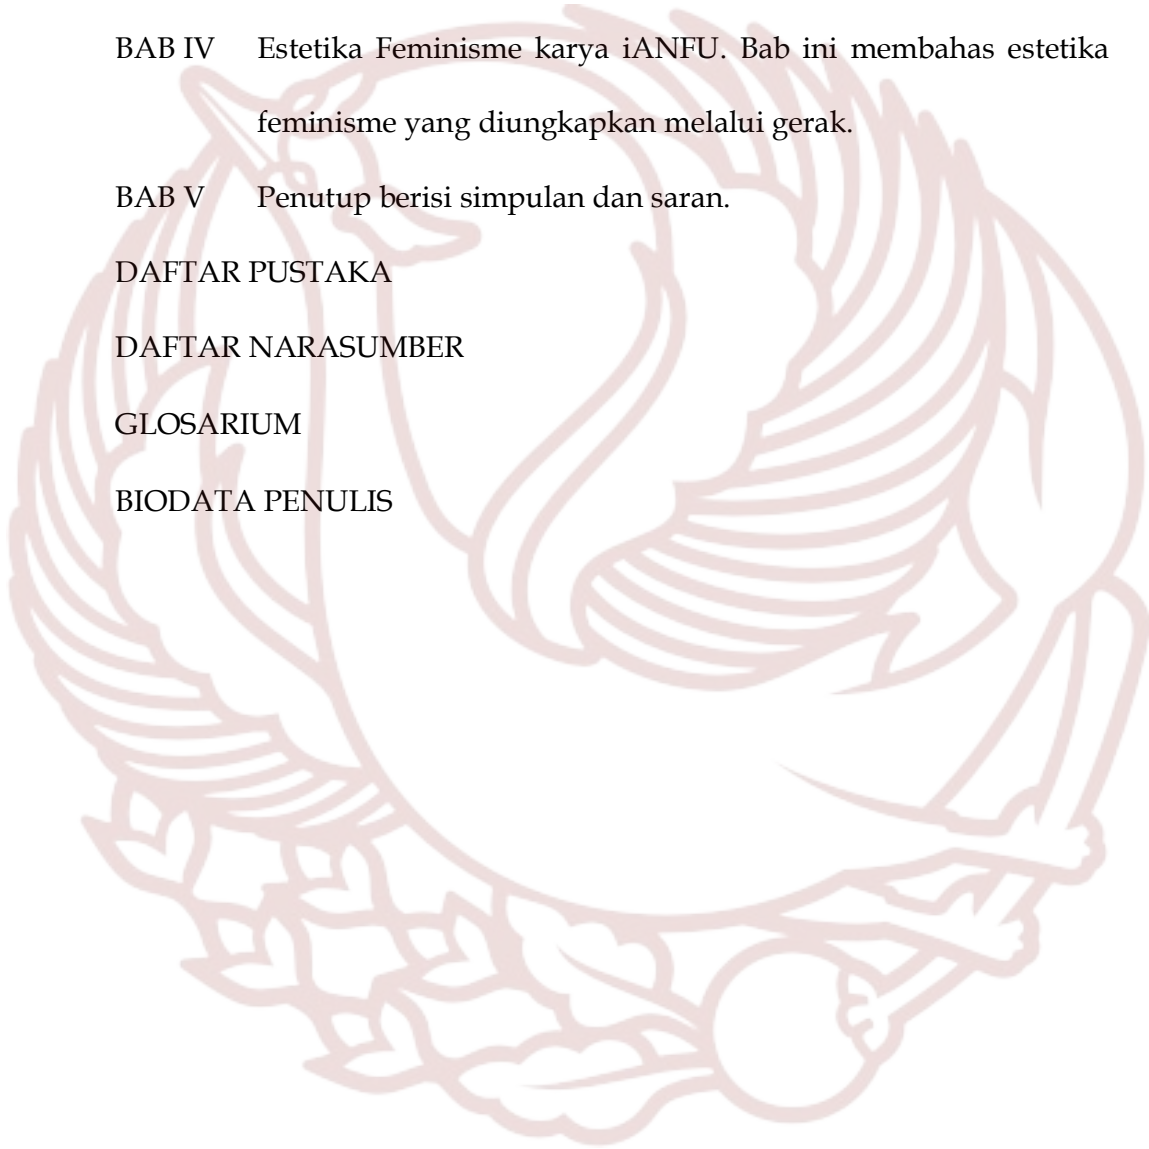 BAB IV Estetika Feminisme karya iANFU. Bab ini membahas estetika
feminisme yang diungkapkan melalui gerak.
BAB V Penutup berisi simpulan dan saran.
DAFTAR PUSTAKA
DAFTAR NARASUMBER
GLOSARIUM
BIODATA PENULIS